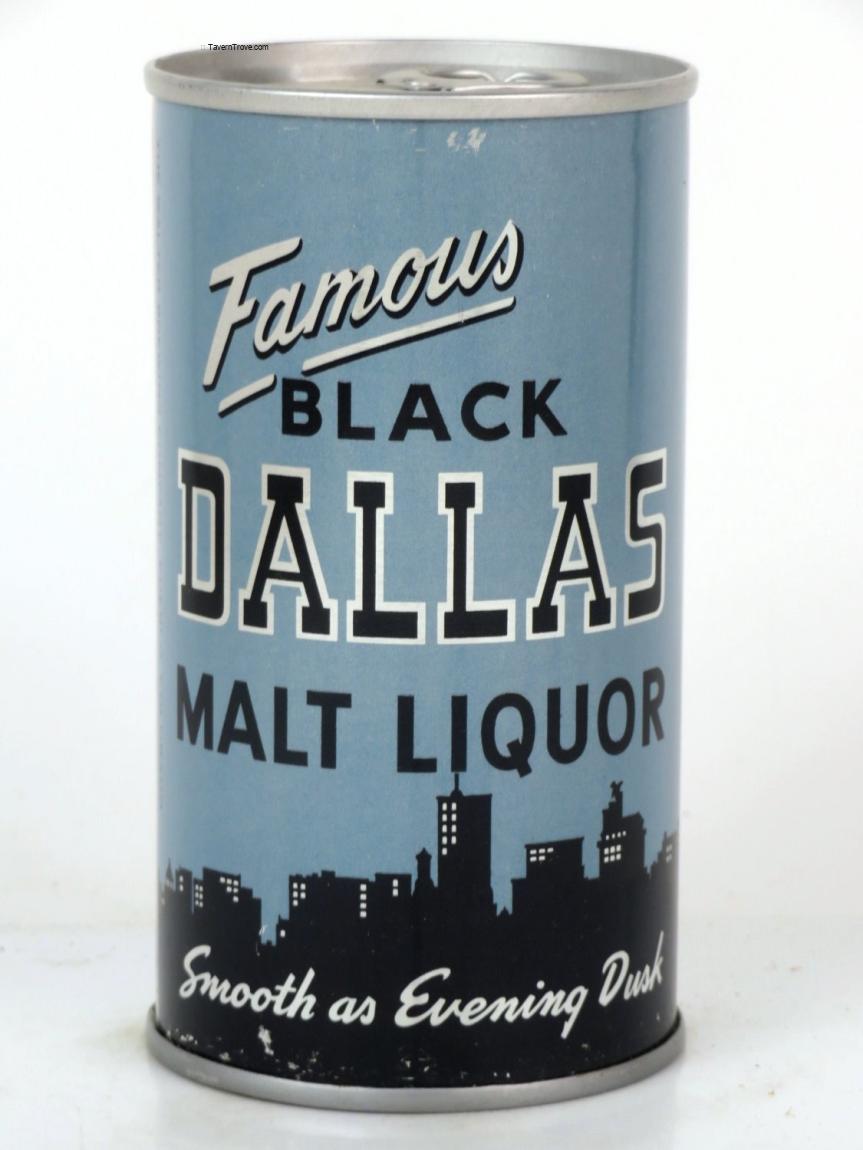 TavernTrove.com
Famous
BLACK
DALLAS
MALT LIQUOR
Smooth as Evening Dusk